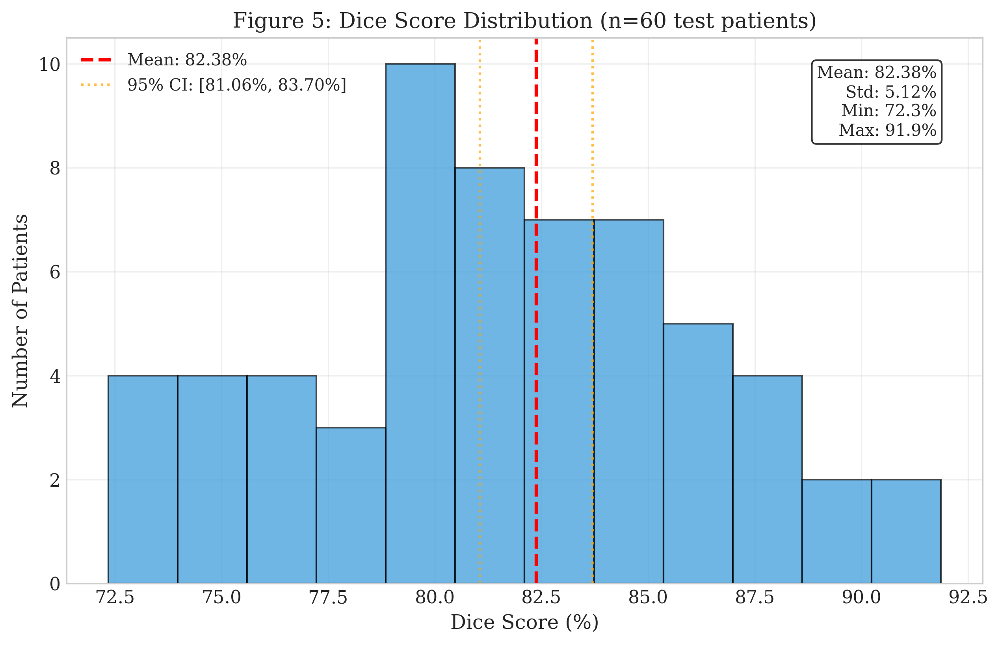 Figure 5: Dice Score Distribution (n=60 test patients)
Mean: 82.38%
95% CI: [81.06%, 83.70%]
Mean: 82.38%
Std: 5.12%
Min: 72.3%
Max: 91.9%
Number of Patients
10
8
6
4
2
0
72.5 75.0 77.5 80.0 82.5 85.0 87.5 90.0 92.5
Dice Score (%)